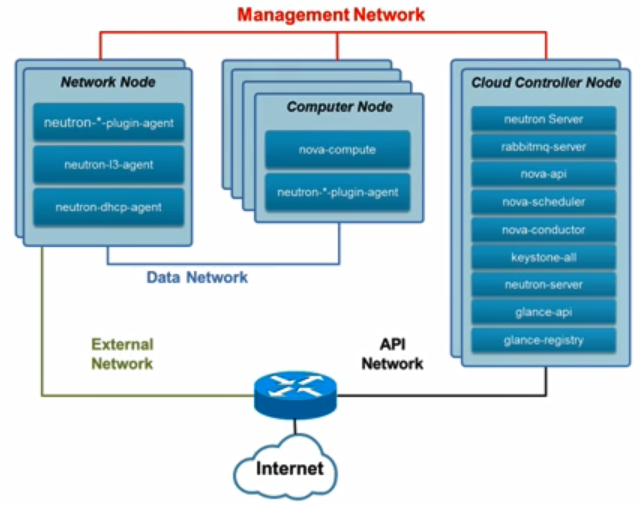 Management Network
Network Node
neutron-*-plugin-agent
neutron-l3-agent
neutron-dhcp-agent
Computer Node
nova-compute
neutron-*-plugin-agent
Cloud Controller Node
neutron Server
rabbitmq-server
nova-api
nova-scheduler
nova-conductor
keystone-all
neutron-server
glance-api
glance-registry
Data Network
External
Network
API
Network
Internet